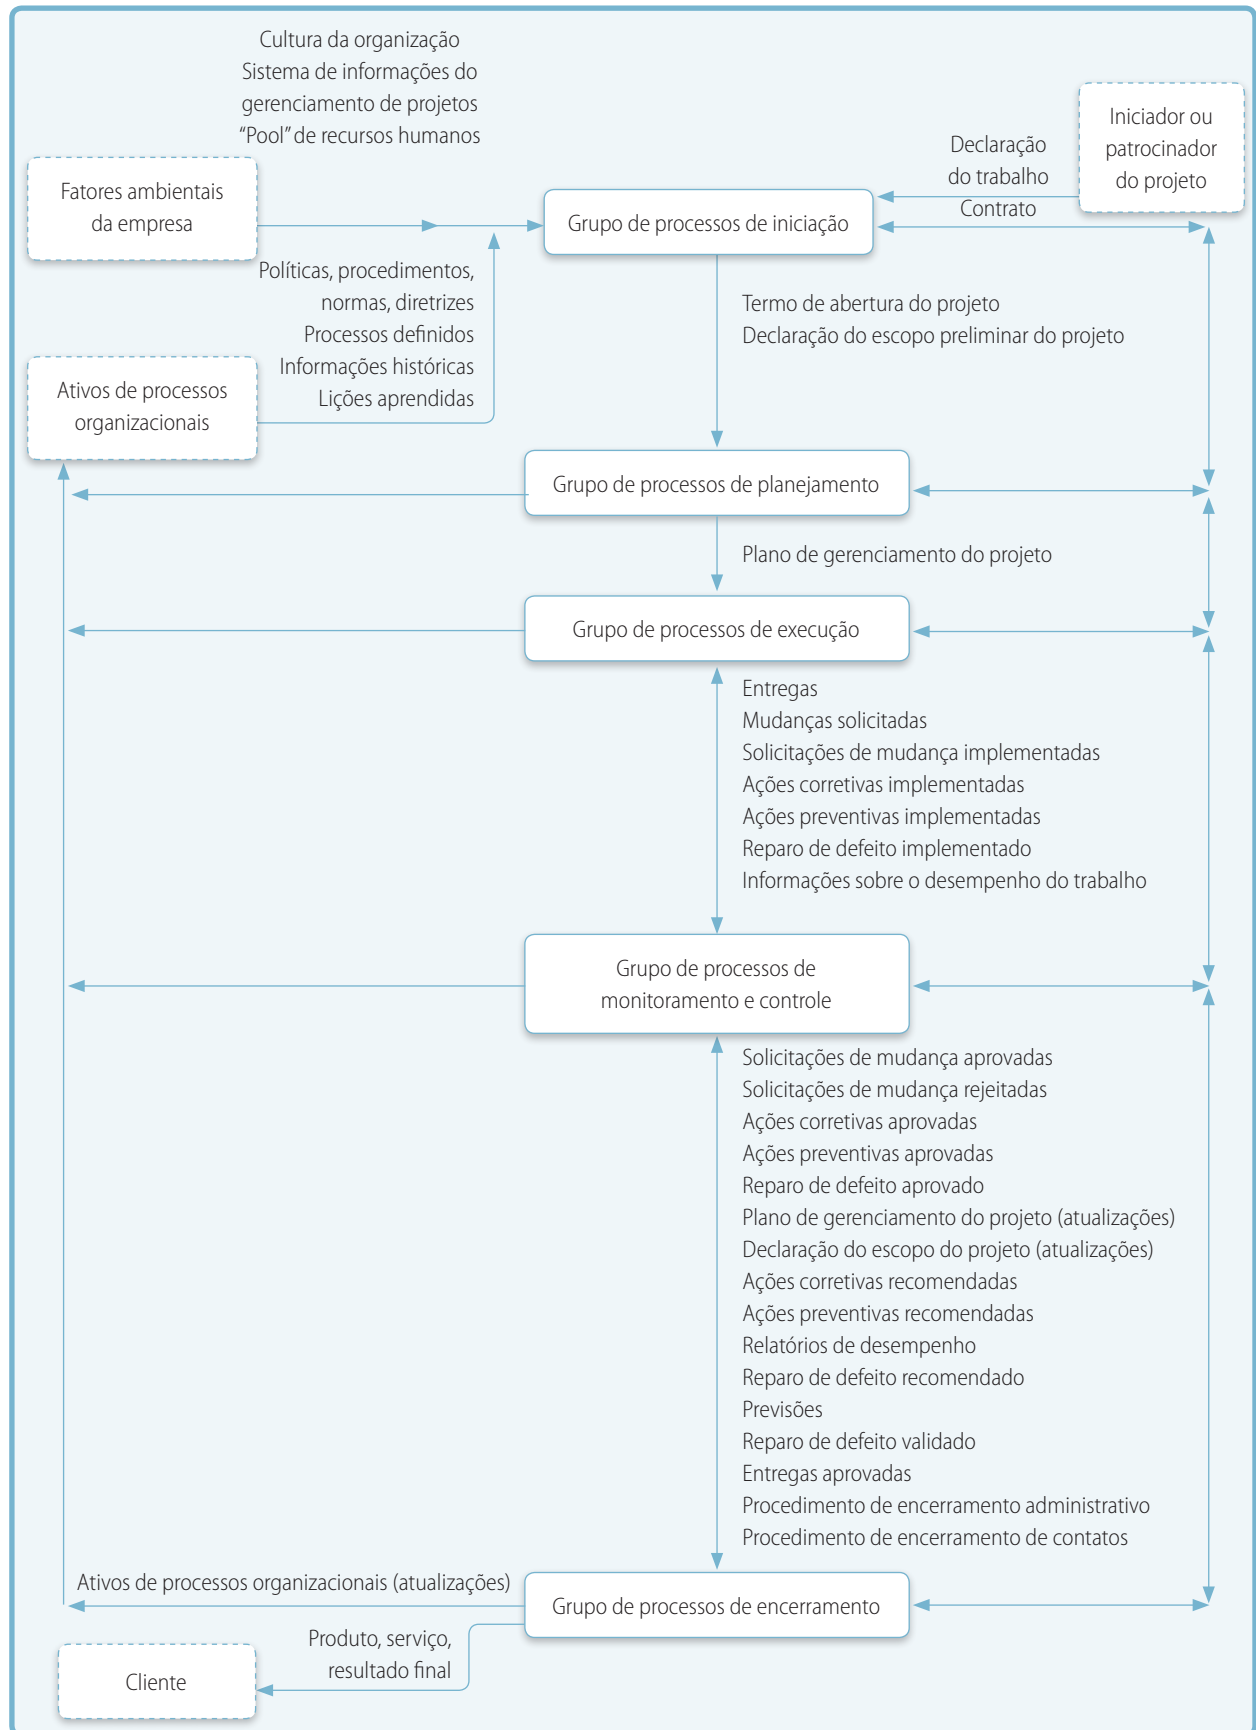 Cultura da organização
Sistema de informações do
gerenciamento de projetos
“Pool” de recursos humanos
Iniciador ou
patrocinador
do projeto
Declaração
do trabalho
Contrato
Fatores ambientais
da empresa
Grupo de processos de iniciação
Políticas, procedimentos,
normas, diretrizes
Processos definidos
Informações históricas
Lições aprendidas
Termo de abertura do projeto
Declaração do escopo preliminar do projeto
Ativos de processos
organizacionais
Grupo de processos de planejamento
Plano de gerenciamento do projeto
Grupo de processos de execução
Entregas
Mudanças solicitadas
Solicitações de mudança implementadas
Ações corretivas implementadas
Ações preventivas implementadas
Reparo de defeito implementado
Informações sobre o desempenho do trabalho
Grupo de processos de
monitoramento e controle
Solicitações de mudança aprovadas
Solicitações de mudança rejeitadas
Ações corretivas aprovadas
Ações preventivas aprovadas
Reparo de defeito aprovado
Plano de gerenciamento do projeto (atualizações)
Declaração do escopo do projeto (atualizações)
Ações corretivas recomendadas
Ações preventivas recomendadas
Relatórios de desempenho
Reparo de defeito recomendado
Previsões
Reparo de defeito validado
Entregas aprovadas
Procedimento de encerramento administrativo
Procedimento de encerramento de contatos
Ativos de processos organizacionais (atualizações)
Grupo de processos de encerramento
Produto, serviço,
resultado final
Cliente